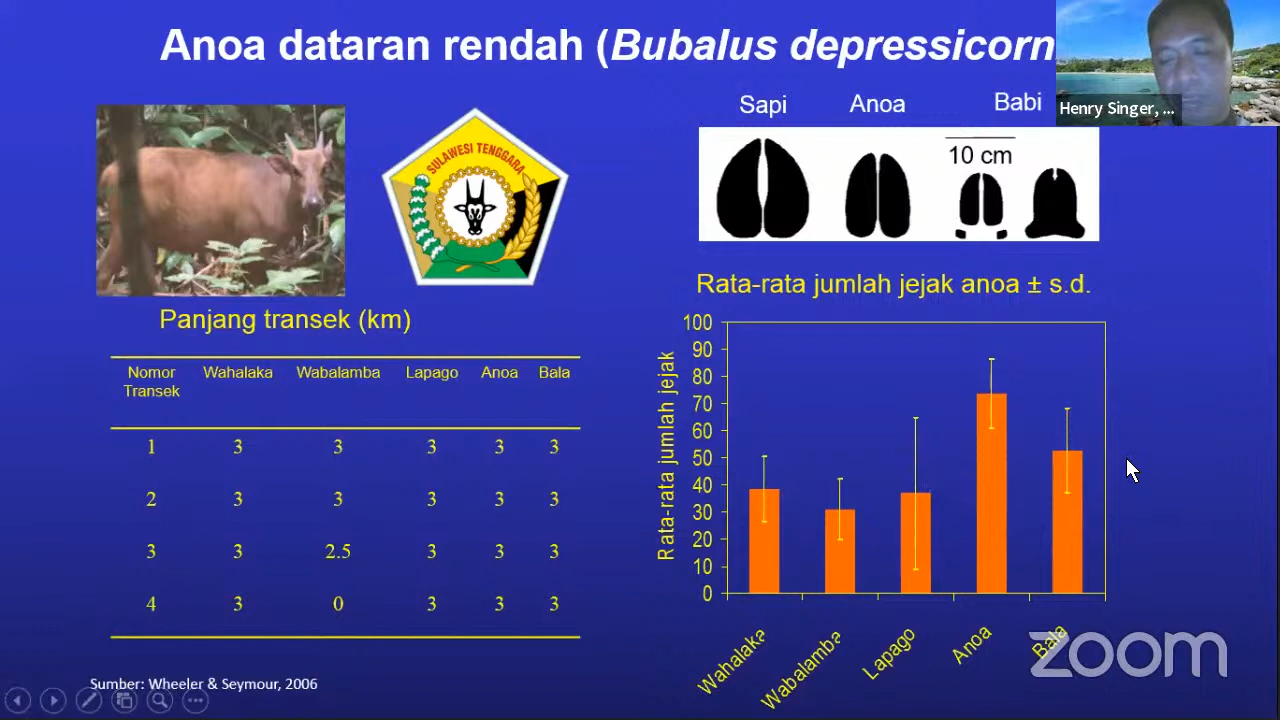 Anoa dataran rendah (Bubalus depressicorn
Henry Singer, ...
Sapi Anoa Babi
10 cm
SULAWESI TENGGARA
Rata-rata jumlah jejak anoa ± s.d.
Panjang transek (km)
Nomor Transek Wahalaka Wabalamba Lapago Anoa Bala
1 3 3 3 3 3
2 3 3 3 3 3
3 3 2.5 3 3 3
4 3 0 3 3 3
Rata-rata jumlah jejak
100
90
80
70
60
50
40
30
20
10
0
Wahalaka Wabalamba Lapago Anoa Bala
zoom
Sumber: Wheeler & Seymour, 2006